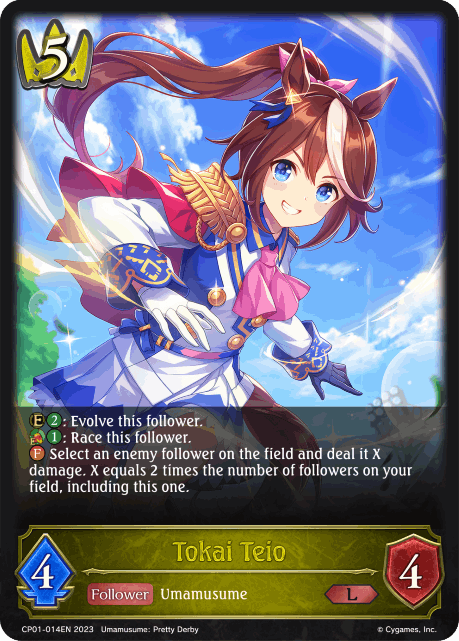 5
E 2 : Evolve this follower.
1 : Race this follower.
F Select an enemy follower on the field and deal it X
damage. X equals 2 times the number of followers on your
field, including this one.
Tokai Teio
4
Follower Umamusume
L
4
CP01-014EN 2023 Umamusume: Pretty Derby
© Cygames, Inc.